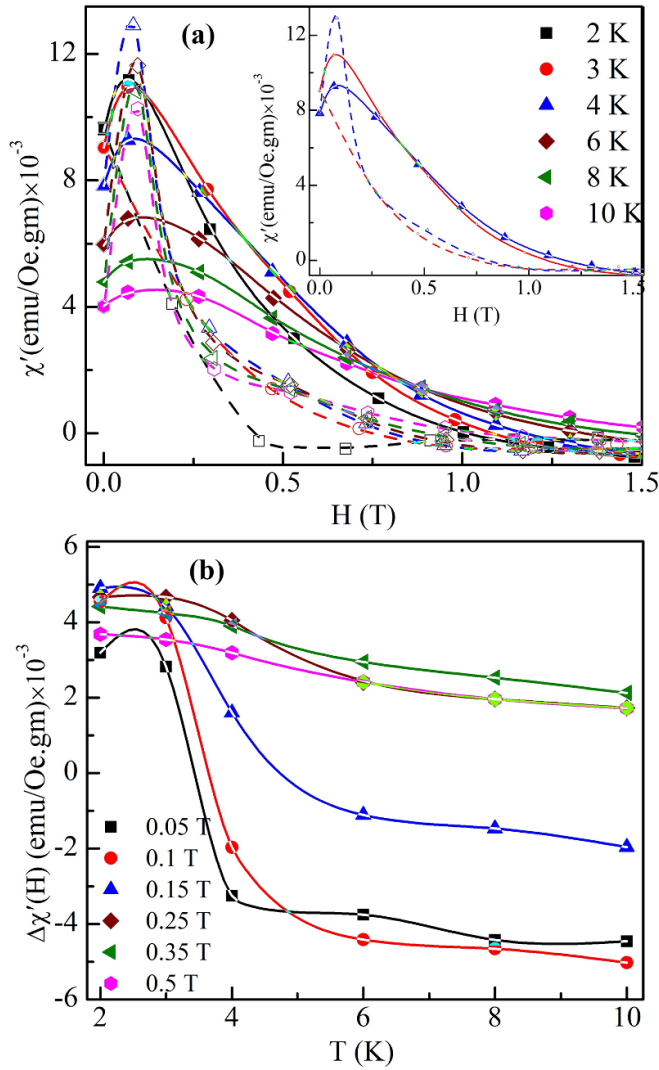 (a)
χ′(emu/Oe.gm)×10⁻³
12
8
4
0
0.0
0.5
1.0
1.5
H (T)
χ′(emu/Oe.gm)×10⁻³
12
8
4
0
0.0
0.5
1.0
1.5
H (T)
2 K
3 K
4 K
6 K
8 K
10 K
(b)
Δχ′(H) (emu/Oe.gm)×10⁻³
6
4
2
0
-2
-4
-6
2
4
6
8
10
T (K)
0.05 T
0.1 T
0.15 T
0.25 T
0.35 T
0.5 T